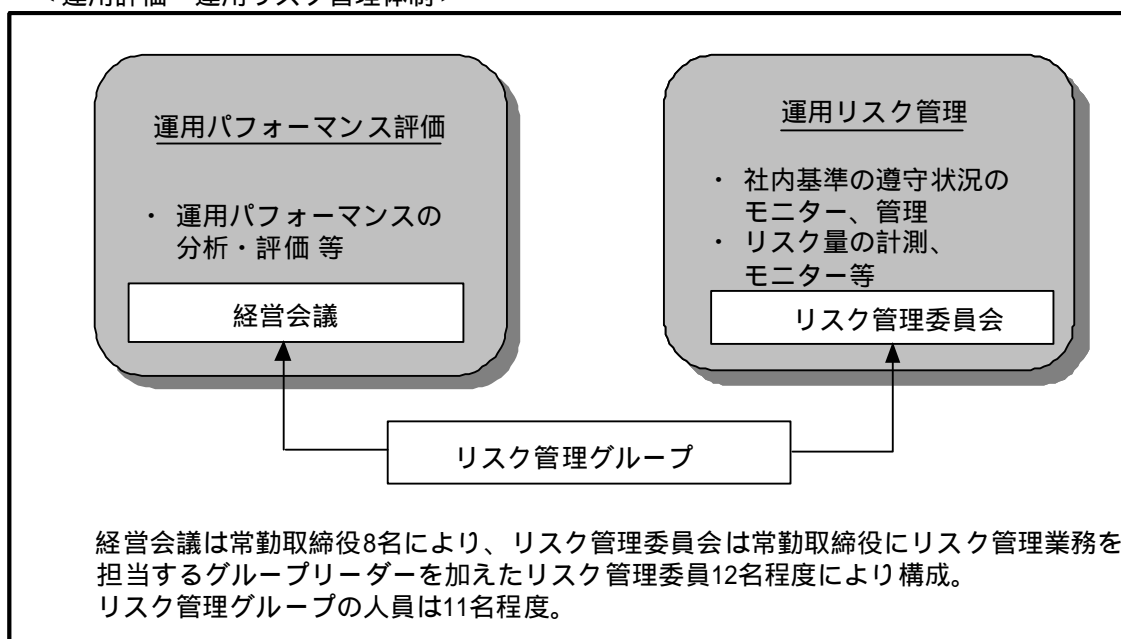 運用パフォーマンス評価
・ 運用パフォーマンスの
分析・評価 等
経営会議
運用リスク管理
・ 社内基準の遵守状況の
モニター、管理
・ リスク量の計測、
モニター等
リスク管理委員会
リスク管理グループ
経営会議は常勤取締役8名により、リスク管理委員会は常勤取締役にリスク管理業務を
担当するグループリーダーを加えたリスク管理委員12名程度により構成。
リスク管理グループの人員は11名程度。